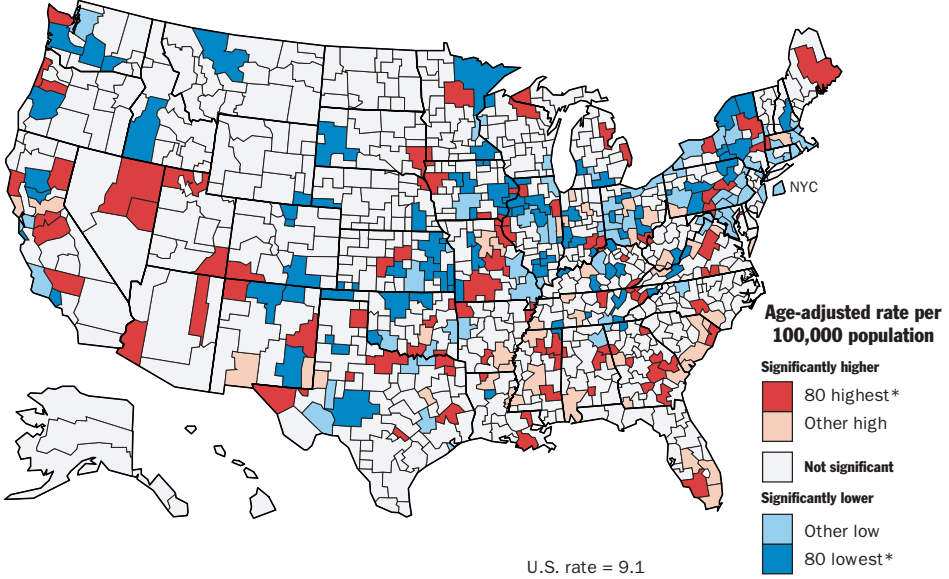 NYC
Age-adjusted rate per
100,000 population
Significantly higher
80 highest*
Other high
Not significant
Significantly lower
Other low
80 lowest*
U.S. rate = 9.1